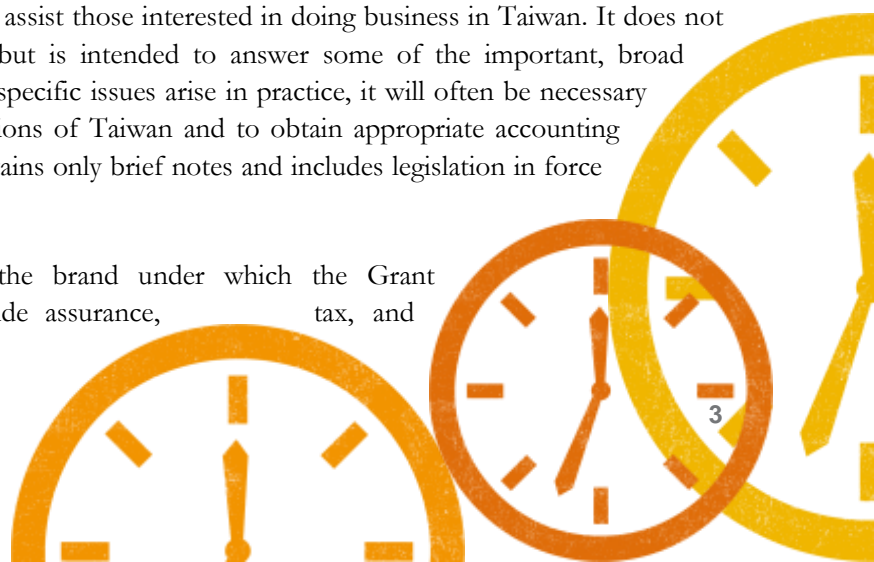 assist those interested in doing business in Taiwan. It does not
but is intended to answer some of the important, broad
specific issues arise in practice, it will often be necessary
ions of Taiwan and to obtain appropriate accounting
ains only brief notes and includes legislation in force
the brand under which the Grant
de assurance, tax, and
3